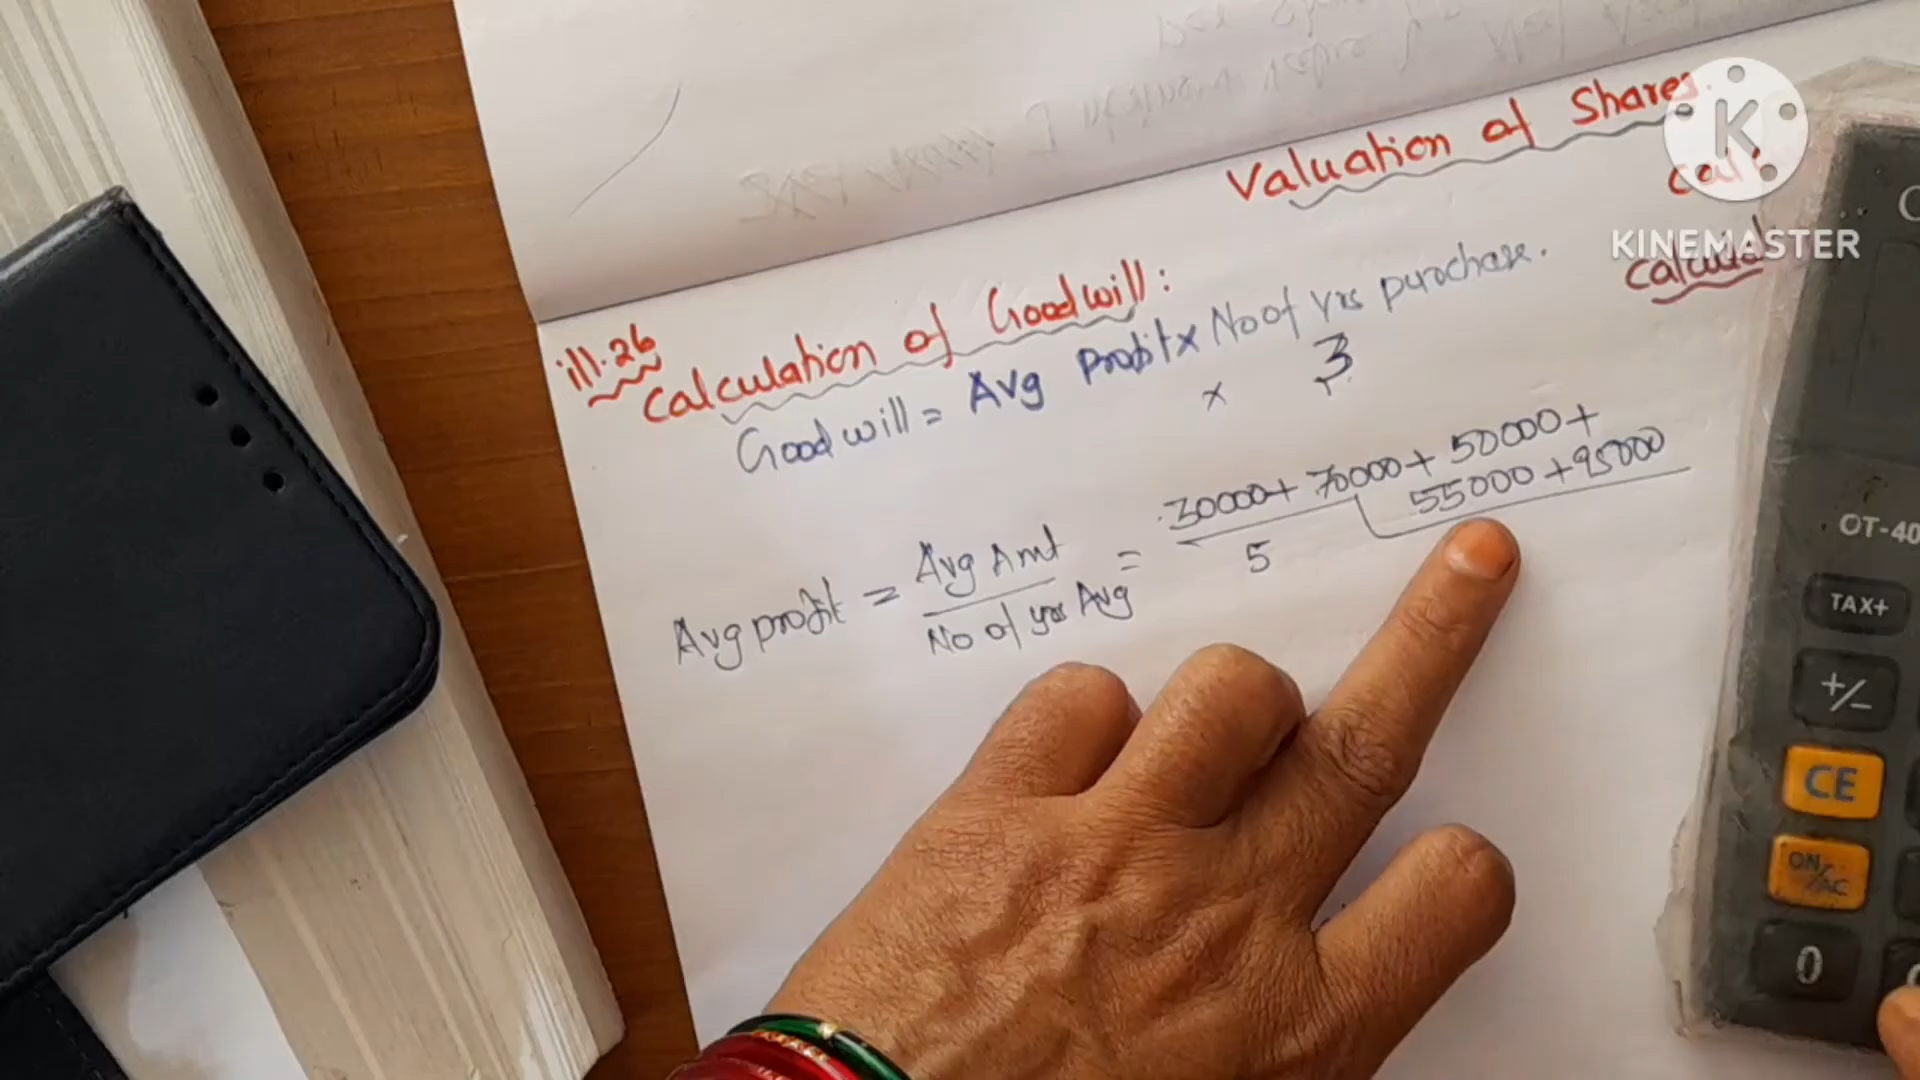 Valuation of Shares.
Cal:
K
KINEMASTER
ill.26
Calculation of Goodwill:
Goodwill = Avg Profit x No of yrs purchase.
x 3
30000+ 70000+ 50000+
55000+95000
5
Avg profit = Avg Amt =
No of yrs Avg
OT-40
TAX+
+/-
CE
ON/AC
0